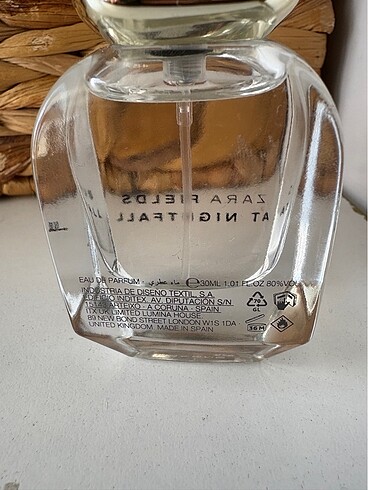 ZARA FIELDS
AT NIGHTFALL
EAU DE PARFUM · ماء عطري · ℮30ML 1,01 FL OZ 80%VOL
INDUSTRIA DE DISEÑO TEXTIL, S.A.
EDIFICIO INDITEX. AV. DIPUTACIÓN S/N
15143 ARTEIXO - A CORUÑA - SPAIN.
ITX UK LIMITED LUMINA HOUSE
89 NEW BOND STREET LONDON W1S 1DA
UNITED KINGDOM MADE IN SPAIN
70
GL
36 M